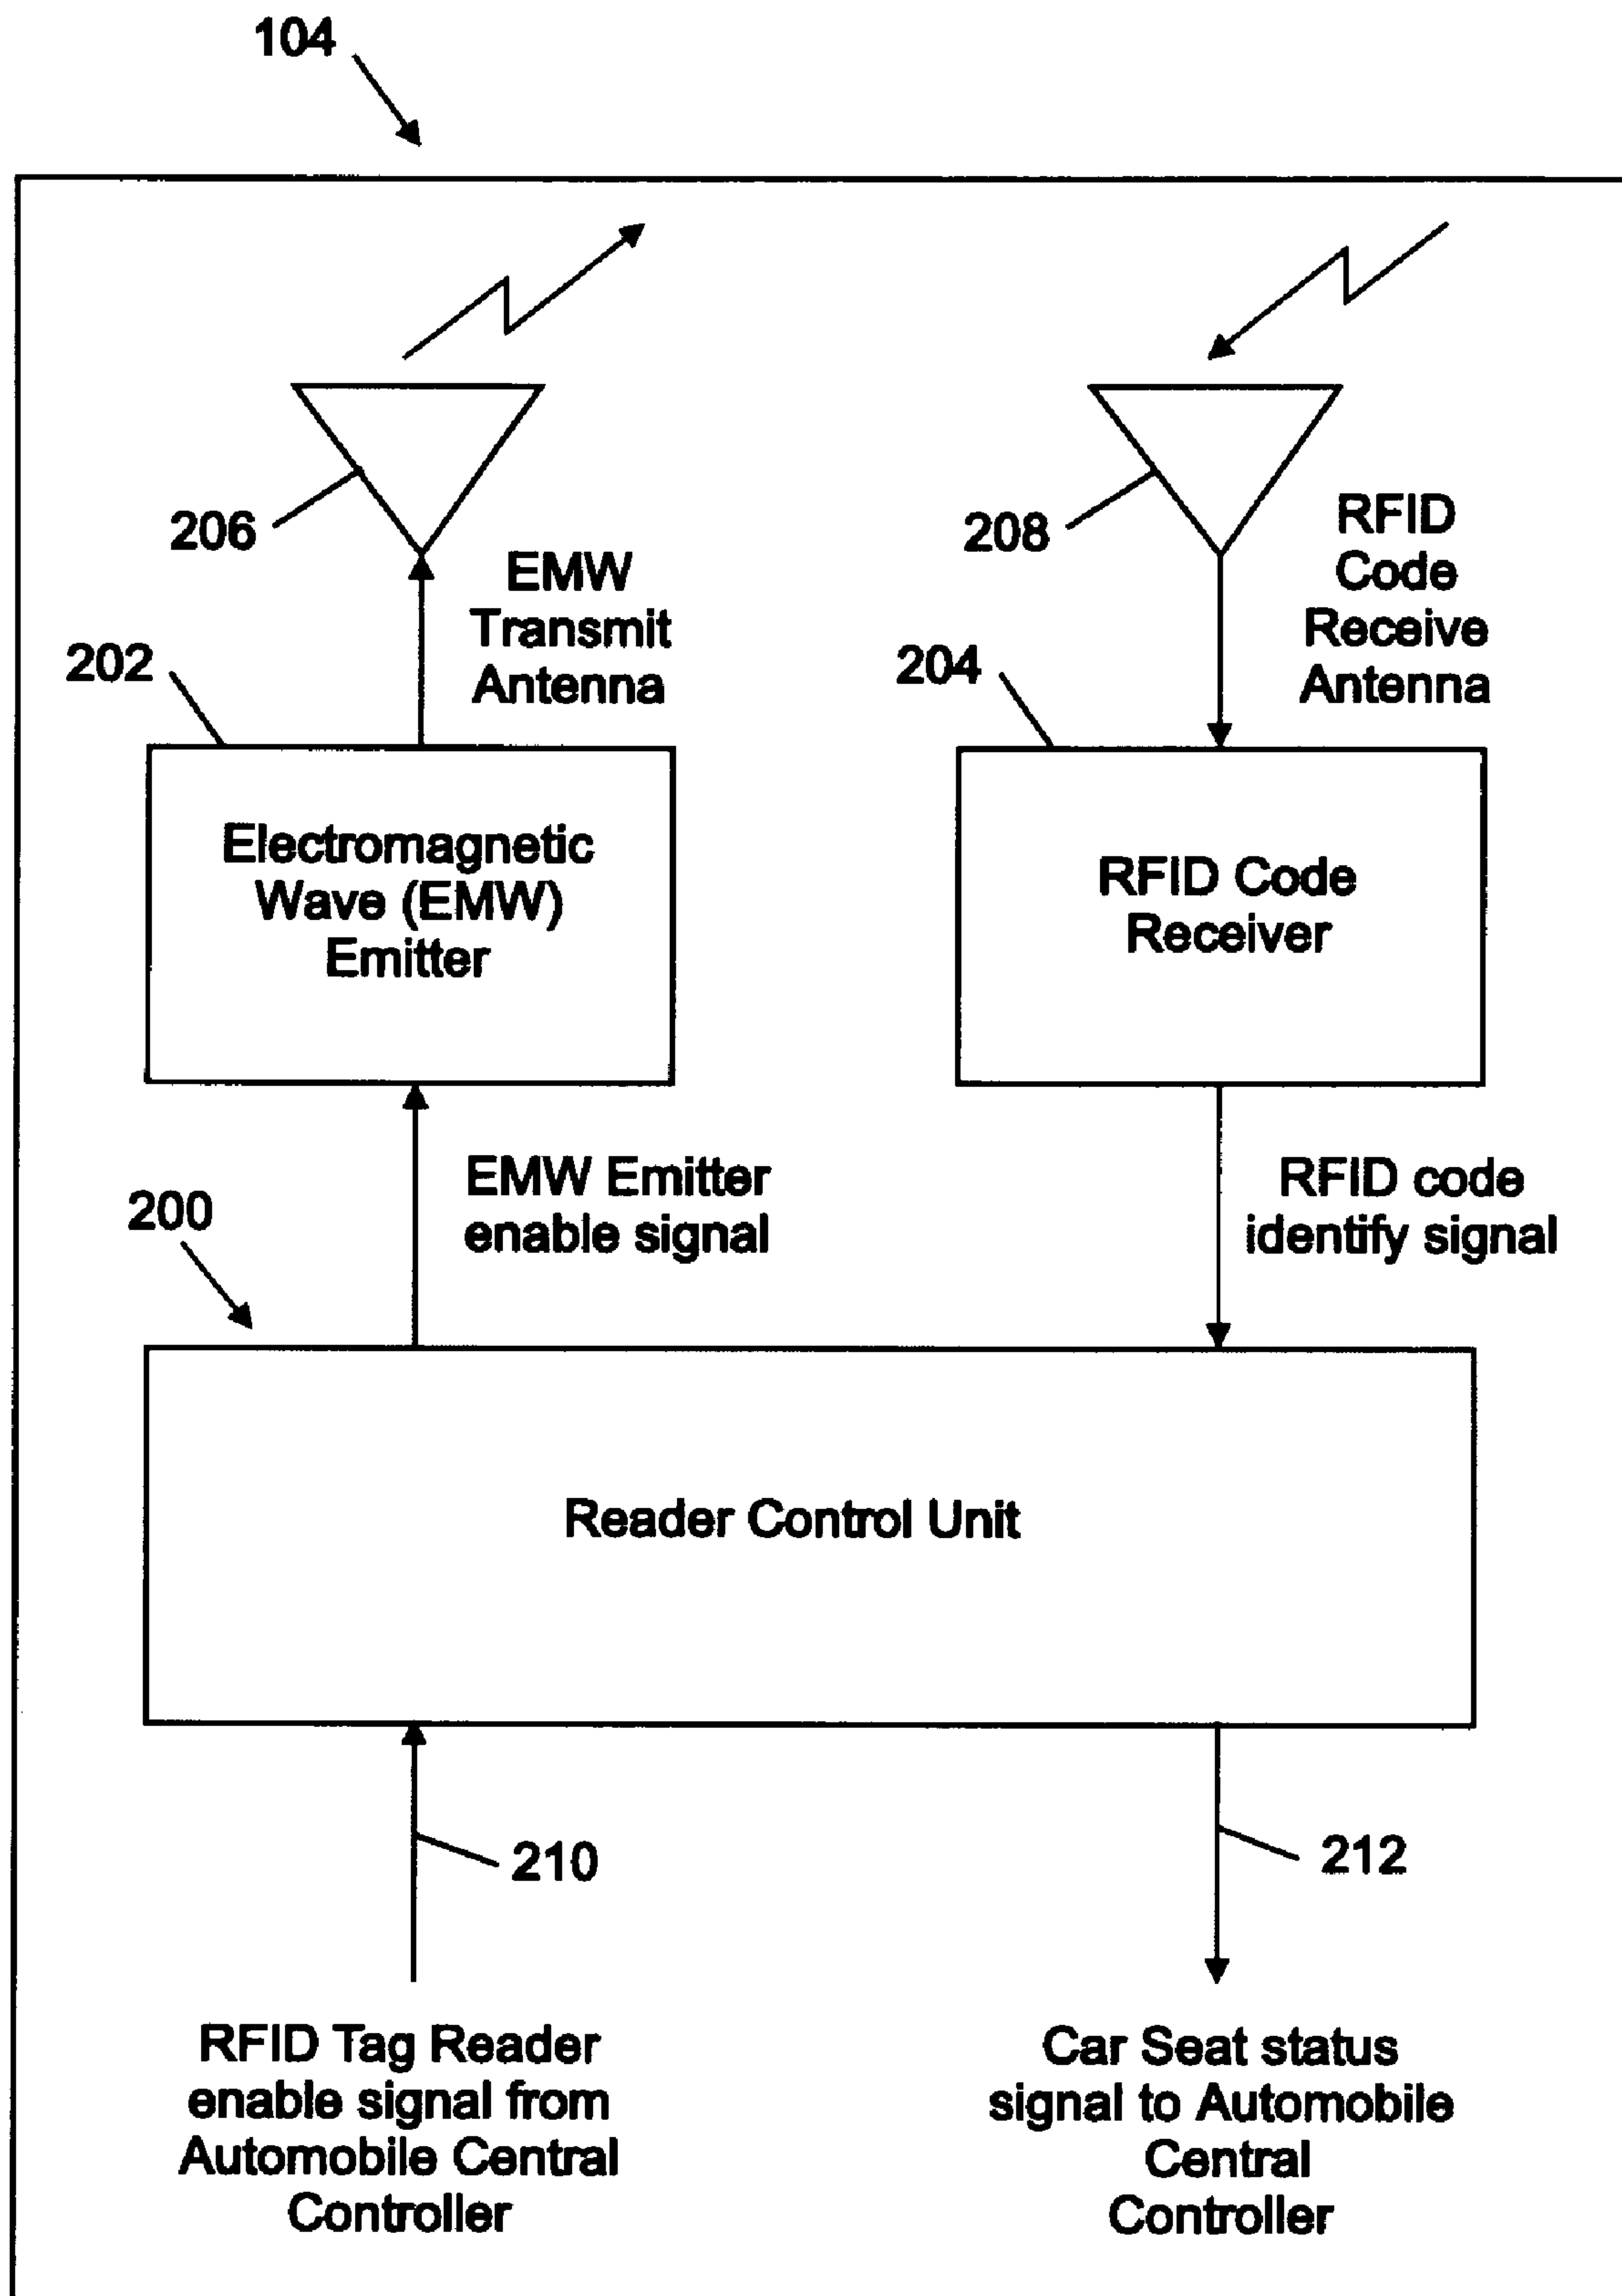 104
206
EMW
Transmit
Antenna
208
RFID
Code
Receive
Antenna
202
204
Electromagnetic
Wave (EMW)
Emitter
RFID Code
Receiver
200
EMW Emitter
enable signal
RFID code
identify signal
Reader Control Unit
210
212
RFID Tag Reader
enable signal from
Automobile Central
Controller
Car Seat status
signal to Automobile
Central
Controller